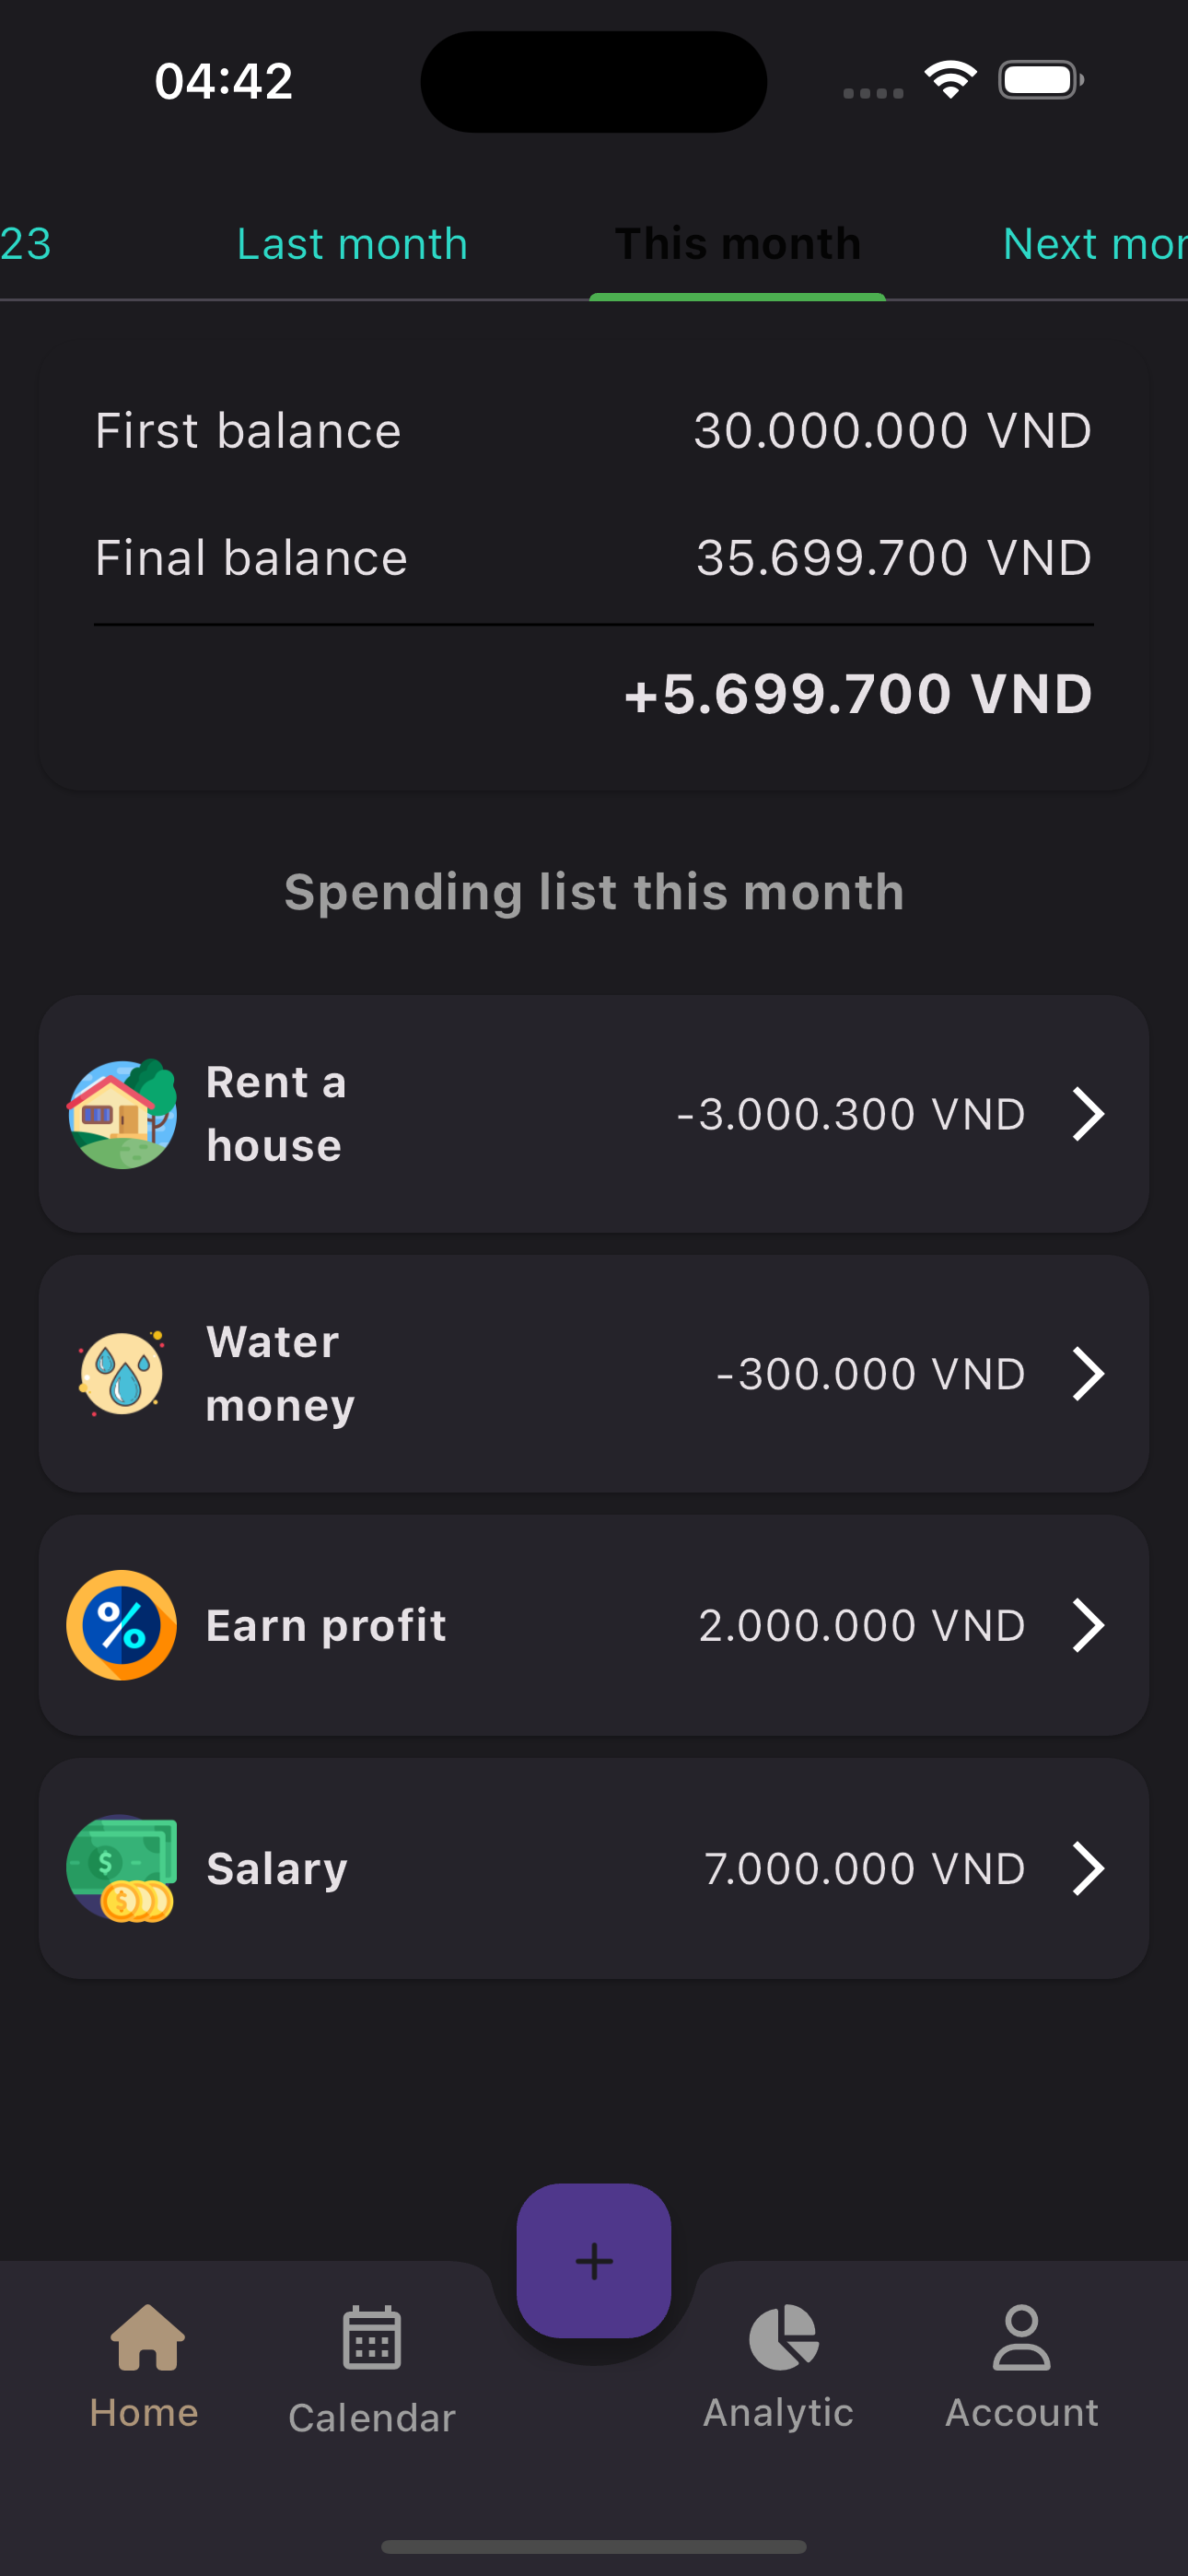 04:42
23 Last month This month Next mon
First balance 30.000.000 VND
Final balance 35.699.700 VND
+5.699.700 VND
Spending list this month
Rent a
house
-3.000.300 VND
Water
money
-300.000 VND
Earn profit 2.000.000 VND
Salary 7.000.000 VND
+
Home Calendar Analytic Account